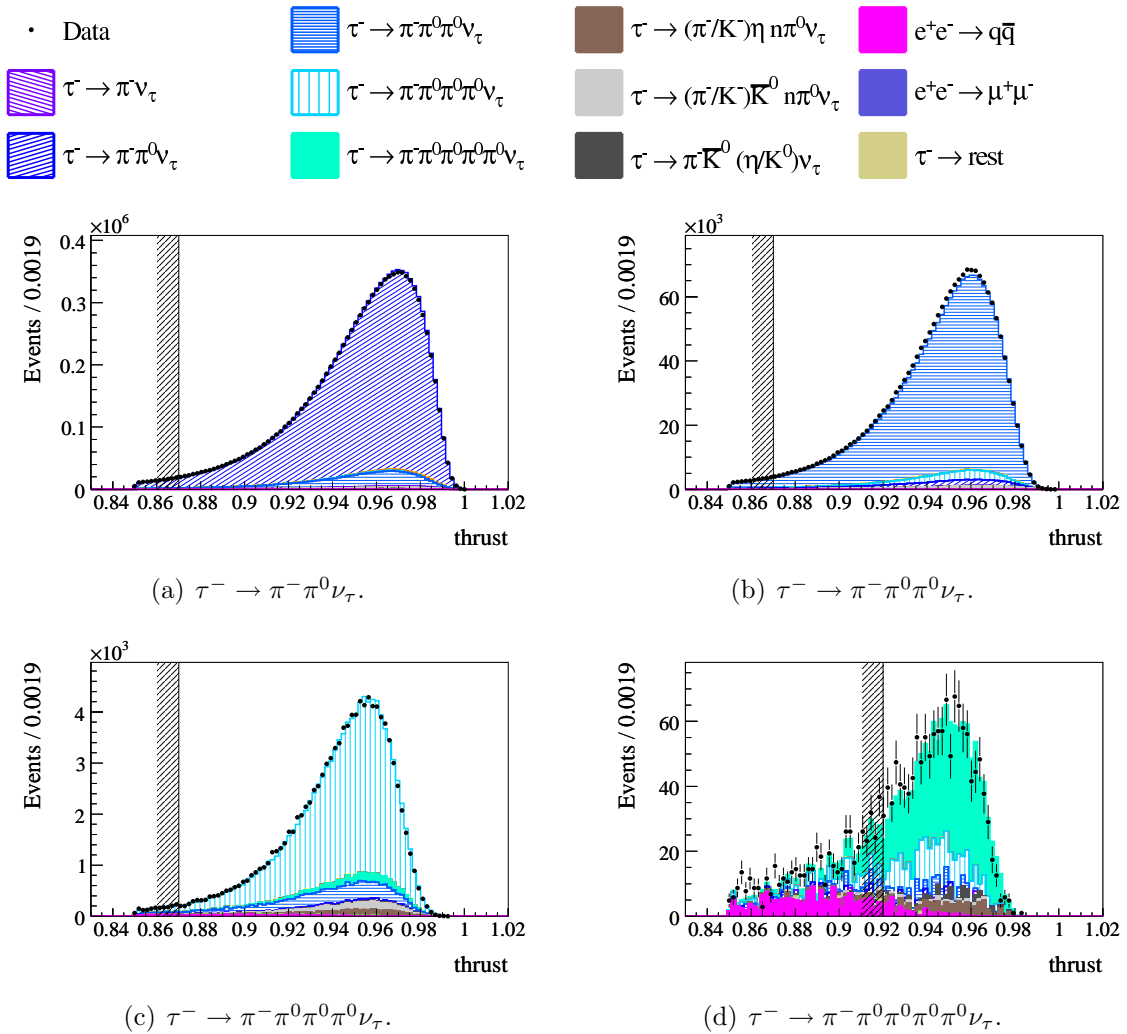 Data
τ⁻ → π⁻ν_τ
τ⁻ → π⁻π⁰ν_τ
τ⁻ → π⁻π⁰π⁰ν_τ
τ⁻ → π⁻π⁰π⁰π⁰ν_τ
τ⁻ → π⁻π⁰π⁰π⁰π⁰ν_τ
τ⁻ → (π⁻/K⁻)η nπ⁰ν_τ
τ⁻ → (π⁻/K⁻)K̅⁰ nπ⁰ν_τ
τ⁻ → π⁻K̅⁰ (η/K⁰)ν_τ
e⁺e⁻ → qq̅
e⁺e⁻ → μ⁺μ⁻
τ⁻ → rest
×10⁶
Events / 0.0019
0.4
0.3
0.2
0.1
0
0.84 0.86 0.88 0.9 0.92 0.94 0.96 0.98 1 1.02
thrust
(a) τ⁻ → π⁻π⁰ν_τ.
×10³
Events / 0.0019
60
40
20
0
0.84 0.86 0.88 0.9 0.92 0.94 0.96 0.98 1 1.02
thrust
(b) τ⁻ → π⁻π⁰π⁰ν_τ.
×10³
Events / 0.0019
4
3
2
1
0
0.84 0.86 0.88 0.9 0.92 0.94 0.96 0.98 1 1.02
thrust
(c) τ⁻ → π⁻π⁰π⁰π⁰ν_τ.
Events / 0.0019
60
40
20
0
0.84 0.86 0.88 0.9 0.92 0.94 0.96 0.98 1 1.02
thrust
(d) τ⁻ → π⁻π⁰π⁰π⁰π⁰ν_τ.